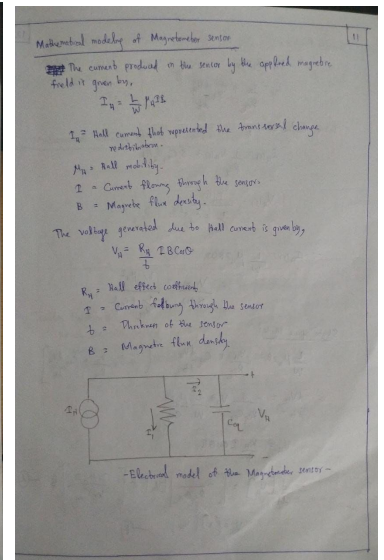 11
Mathematical modeling of Magnetometer sensor
The current produced in the sensor by the applied magnetic
field is given by,
I_H = L/W μ_H I B
I_H = Hall current that represented the transversal charge
redistribution.
μ_H = Hall mobility.
I = Current flowing through the sensor.
B = Magnetic flux density.
The voltage generated due to Hall current is given by,
V_H = R_H/t I B Cosθ
R_H = Hall effect coefficient
I = Current following through the sensor
t = Thickness of the sensor
B = Magnetic flux density
+
I_2
I_H
I_1
C_eq
V_H
-
- Electrical model of the Magnetometer sensor -